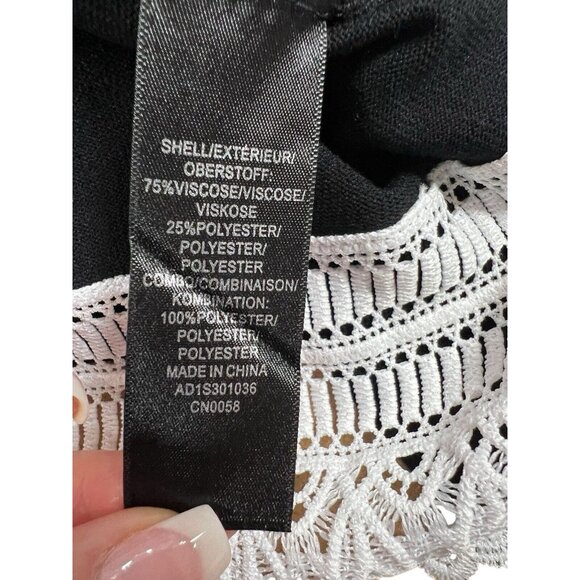 SHELL/EXTÉRIEUR/
OBERSTOFF:
75%VISCOSE/VISCOSE/
VISKOSE
25%POLYESTER/
POLYESTER/
POLYESTER
COMBO/COMBINAISON/
KOMBINATION:
100%POLYESTER/
POLYESTER/
POLYESTER
MADE IN CHINA
AD1S301036
CN0058